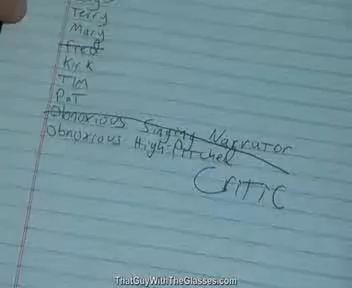 Terry
Mary
Fred
Kirk
Tim
Pat
Obnoxious Singing Narrator
Obnoxious High-Pitched
Critic
ThatGuyWithTheGlasses.com